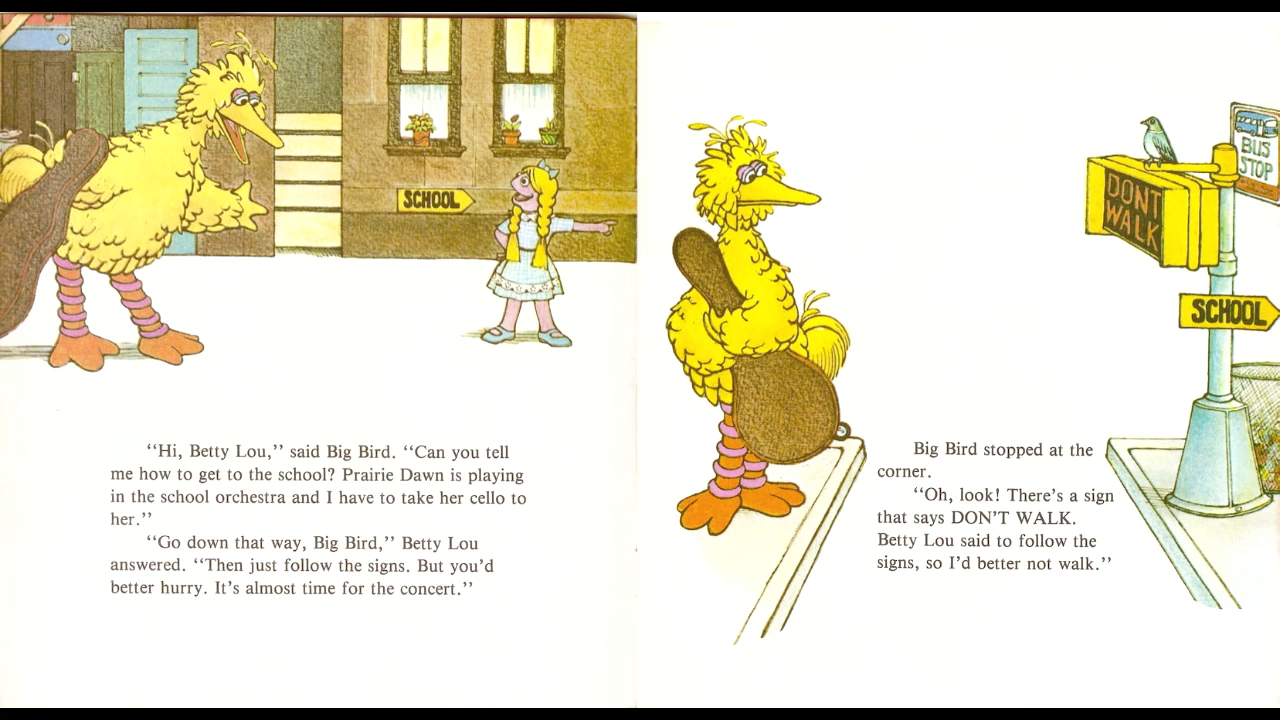 SCHOOL
"Hi, Betty Lou," said Big Bird. "Can you tell
me how to get to the school? Prairie Dawn is playing
in the school orchestra and I have to take her cello to
her."
"Go down that way, Big Bird," Betty Lou
answered. "Then just follow the signs. But you'd
better hurry. It's almost time for the concert."
BUS
STOP
DONT
WALK
SCHOOL
Big Bird stopped at the
corner.
"Oh, look! There's a sign
that says DON'T WALK.
Betty Lou said to follow the
signs, so I'd better not walk."